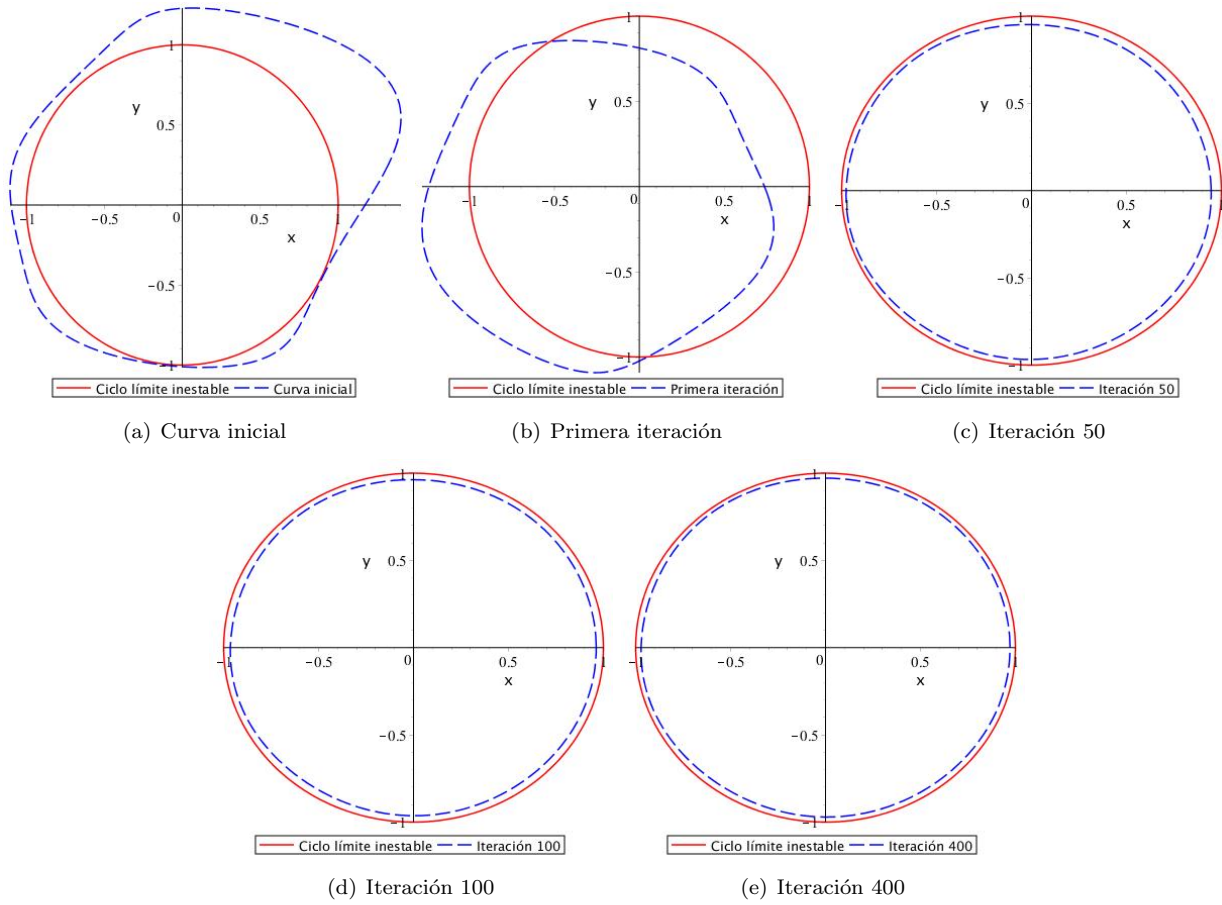 1
y
0.5
−1
−0.5
0
0.5
1
x
−0.5
−1
Ciclo límite inestable
Curva inicial
(a) Curva inicial
1
y
0.5
−1
−0.5
0
0.5
1
x
−0.5
−1
Ciclo límite inestable
Primera iteración
(b) Primera iteración
1
y
0.5
−1
−0.5
0
0.5
1
x
−0.5
−1
Ciclo límite inestable
Iteración 50
(c) Iteración 50
1
y
0.5
−1
−0.5
0
0.5
1
x
−0.5
−1
Ciclo límite inestable
Iteración 100
(d) Iteración 100
1
y
0.5
−1
−0.5
0
0.5
1
x
−0.5
−1
Ciclo límite inestable
Iteración 400
(e) Iteración 400